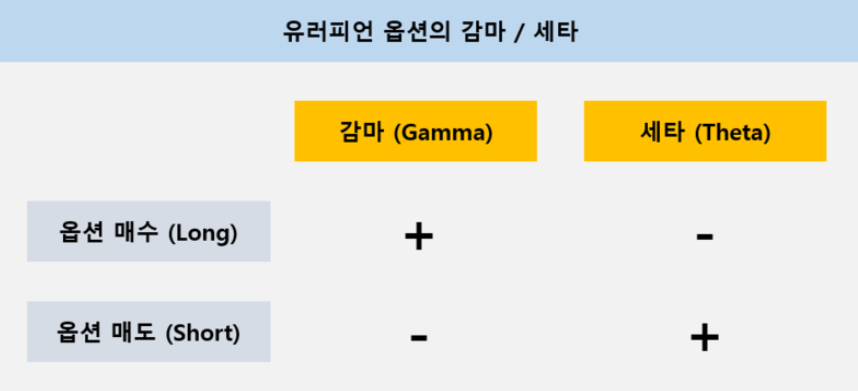 유러피언 옵션의 감마 / 세타
감마 (Gamma) 세타 (Theta)
옵션 매수 (Long) + -
옵션 매도 (Short) - +